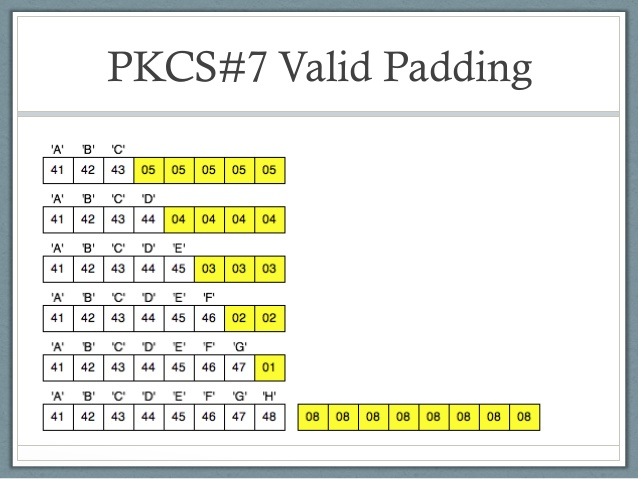 PKCS#7 Valid Padding
'A' 'B' 'C'
41 42 43 05 05 05 05 05
'A' 'B' 'C' 'D'
41 42 43 44 04 04 04 04
'A' 'B' 'C' 'D' 'E'
41 42 43 44 45 03 03 03
'A' 'B' 'C' 'D' 'E' 'F'
41 42 43 44 45 46 02 02
'A' 'B' 'C' 'D' 'E' 'F' 'G'
41 42 43 44 45 46 47 01
'A' 'B' 'C' 'D' 'E' 'F' 'G' 'H'
41 42 43 44 45 46 47 48 08 08 08 08 08 08 08 08